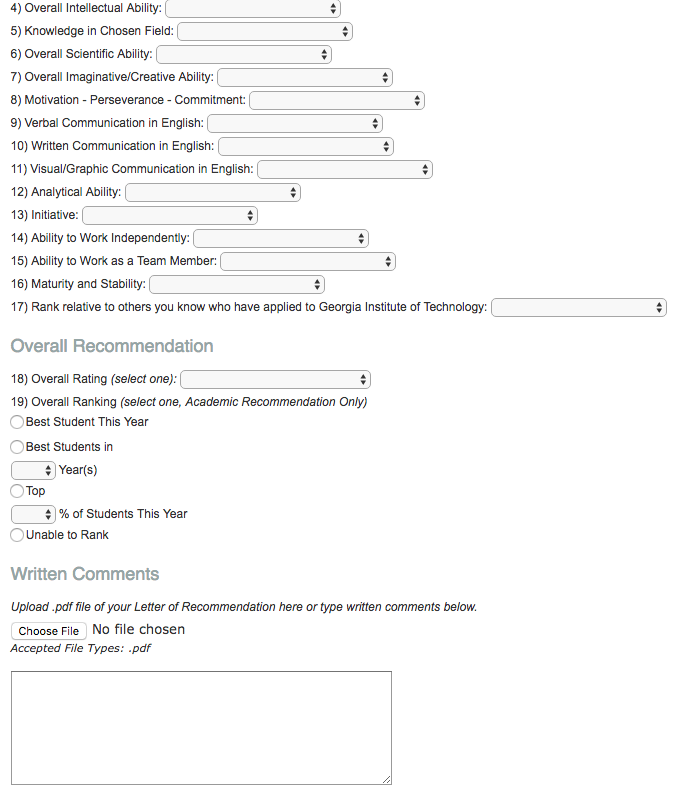 4) Overall Intellectual Ability:
5) Knowledge in Chosen Field:
6) Overall Scientific Ability:
7) Overall Imaginative/Creative Ability:
8) Motivation - Perseverance - Commitment:
9) Verbal Communication in English:
10) Written Communication in English:
11) Visual/Graphic Communication in English:
12) Analytical Ability:
13) Initiative:
14) Ability to Work Independently:
15) Ability to Work as a Team Member:
16) Maturity and Stability:
17) Rank relative to others you know who have applied to Georgia Institute of Technology:
Overall Recommendation
18) Overall Rating (select one):
19) Overall Ranking (select one, Academic Recommendation Only)
Best Student This Year
Best Students in
Year(s)
Top
% of Students This Year
Unable to Rank
Written Comments
Upload .pdf file of your Letter of Recommendation here or type written comments below.
Choose File No file chosen
Accepted File Types: .pdf